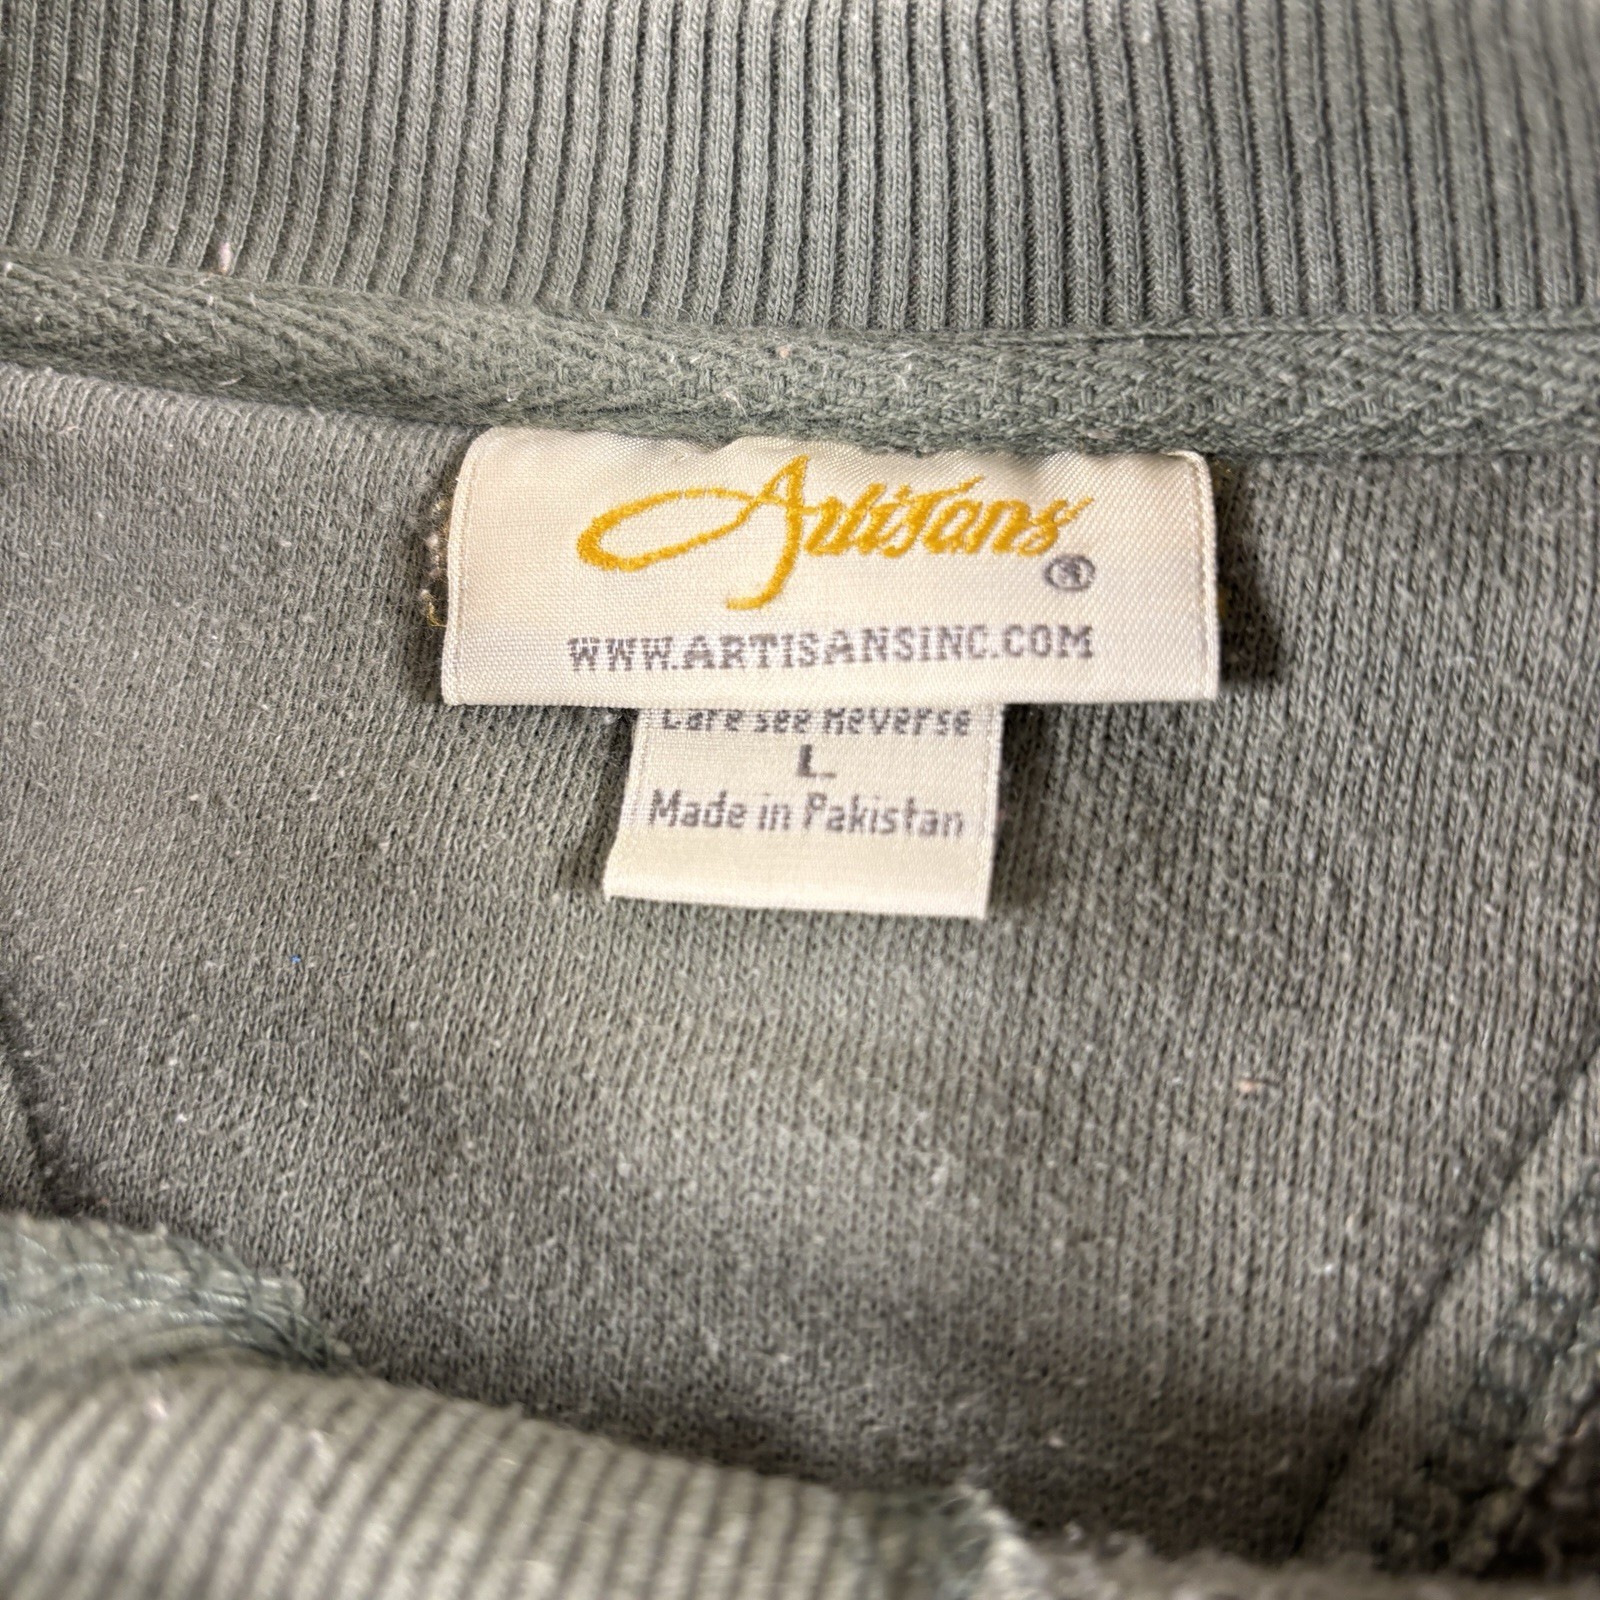 Artisans®
WWW.ARTISANSINC.COM
Care See Reverse
L
Made in Pakistan